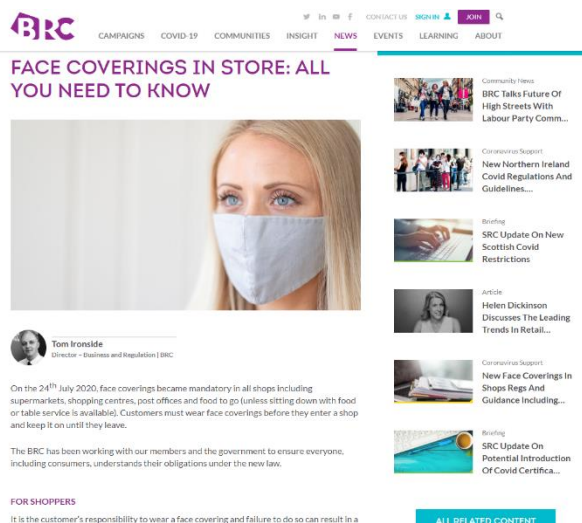 BRC
CONTACT US SIGN IN JOIN
CAMPAIGNS COVID-19 COMMUNITIES INSIGHT NEWS EVENTS LEARNING ABOUT
FACE COVERINGS IN STORE: ALL
YOU NEED TO KNOW
Tom Ironside
Director – Business and Regulation | BRC
On the 24th July 2020, face coverings became mandatory in all shops including
supermarkets, shopping centres, post offices and food to go (unless sitting down with food
or table service is available). Customers must wear face coverings before they enter a shop
and keep it on until they leave.
The BRC has been working with our members and the government to ensure everyone,
including consumers, understands their obligations under the new law.
FOR SHOPPERS
It is the customer's responsibility to wear a face covering and failure to do so can result in a
Community News
BRC Talks Future Of
High Streets With
Labour Party Comm...
Coronavirus Support
New Northern Ireland
Covid Regulations And
Guidelines....
Briefing
SRC Update On New
Scottish Covid
Restrictions
Article
Helen Dickinson
Discusses The Leading
Trends In Retail...
Coronavirus Support
New Face Coverings In
Shops Regs And
Guidance Including...
Briefing
SRC Update On
Potential Introduction
Of Covid Certifica...
ALL RELATED CONTENT